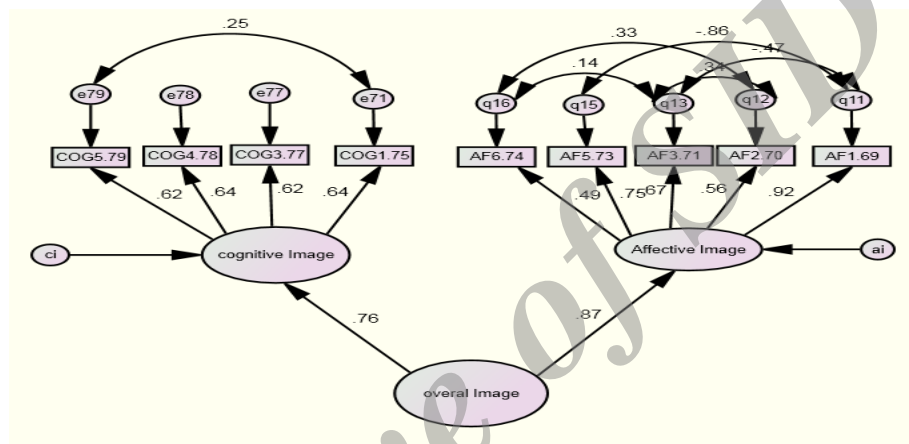 .25
.33
-.86
.14
.34
-.47
e79
e78
e77
e71
q16
q15
q13
q12
q11
COG5.79
COG4.78
COG3.77
COG1.75
AF6.74
AF5.73
AF3.71
AF2.70
AF1.69
.62
.64
.62
.64
.49
.75
.67
.56
.92
ci
cognitive Image
Affective Image
ai
.76
.87
overal Image
e of SID